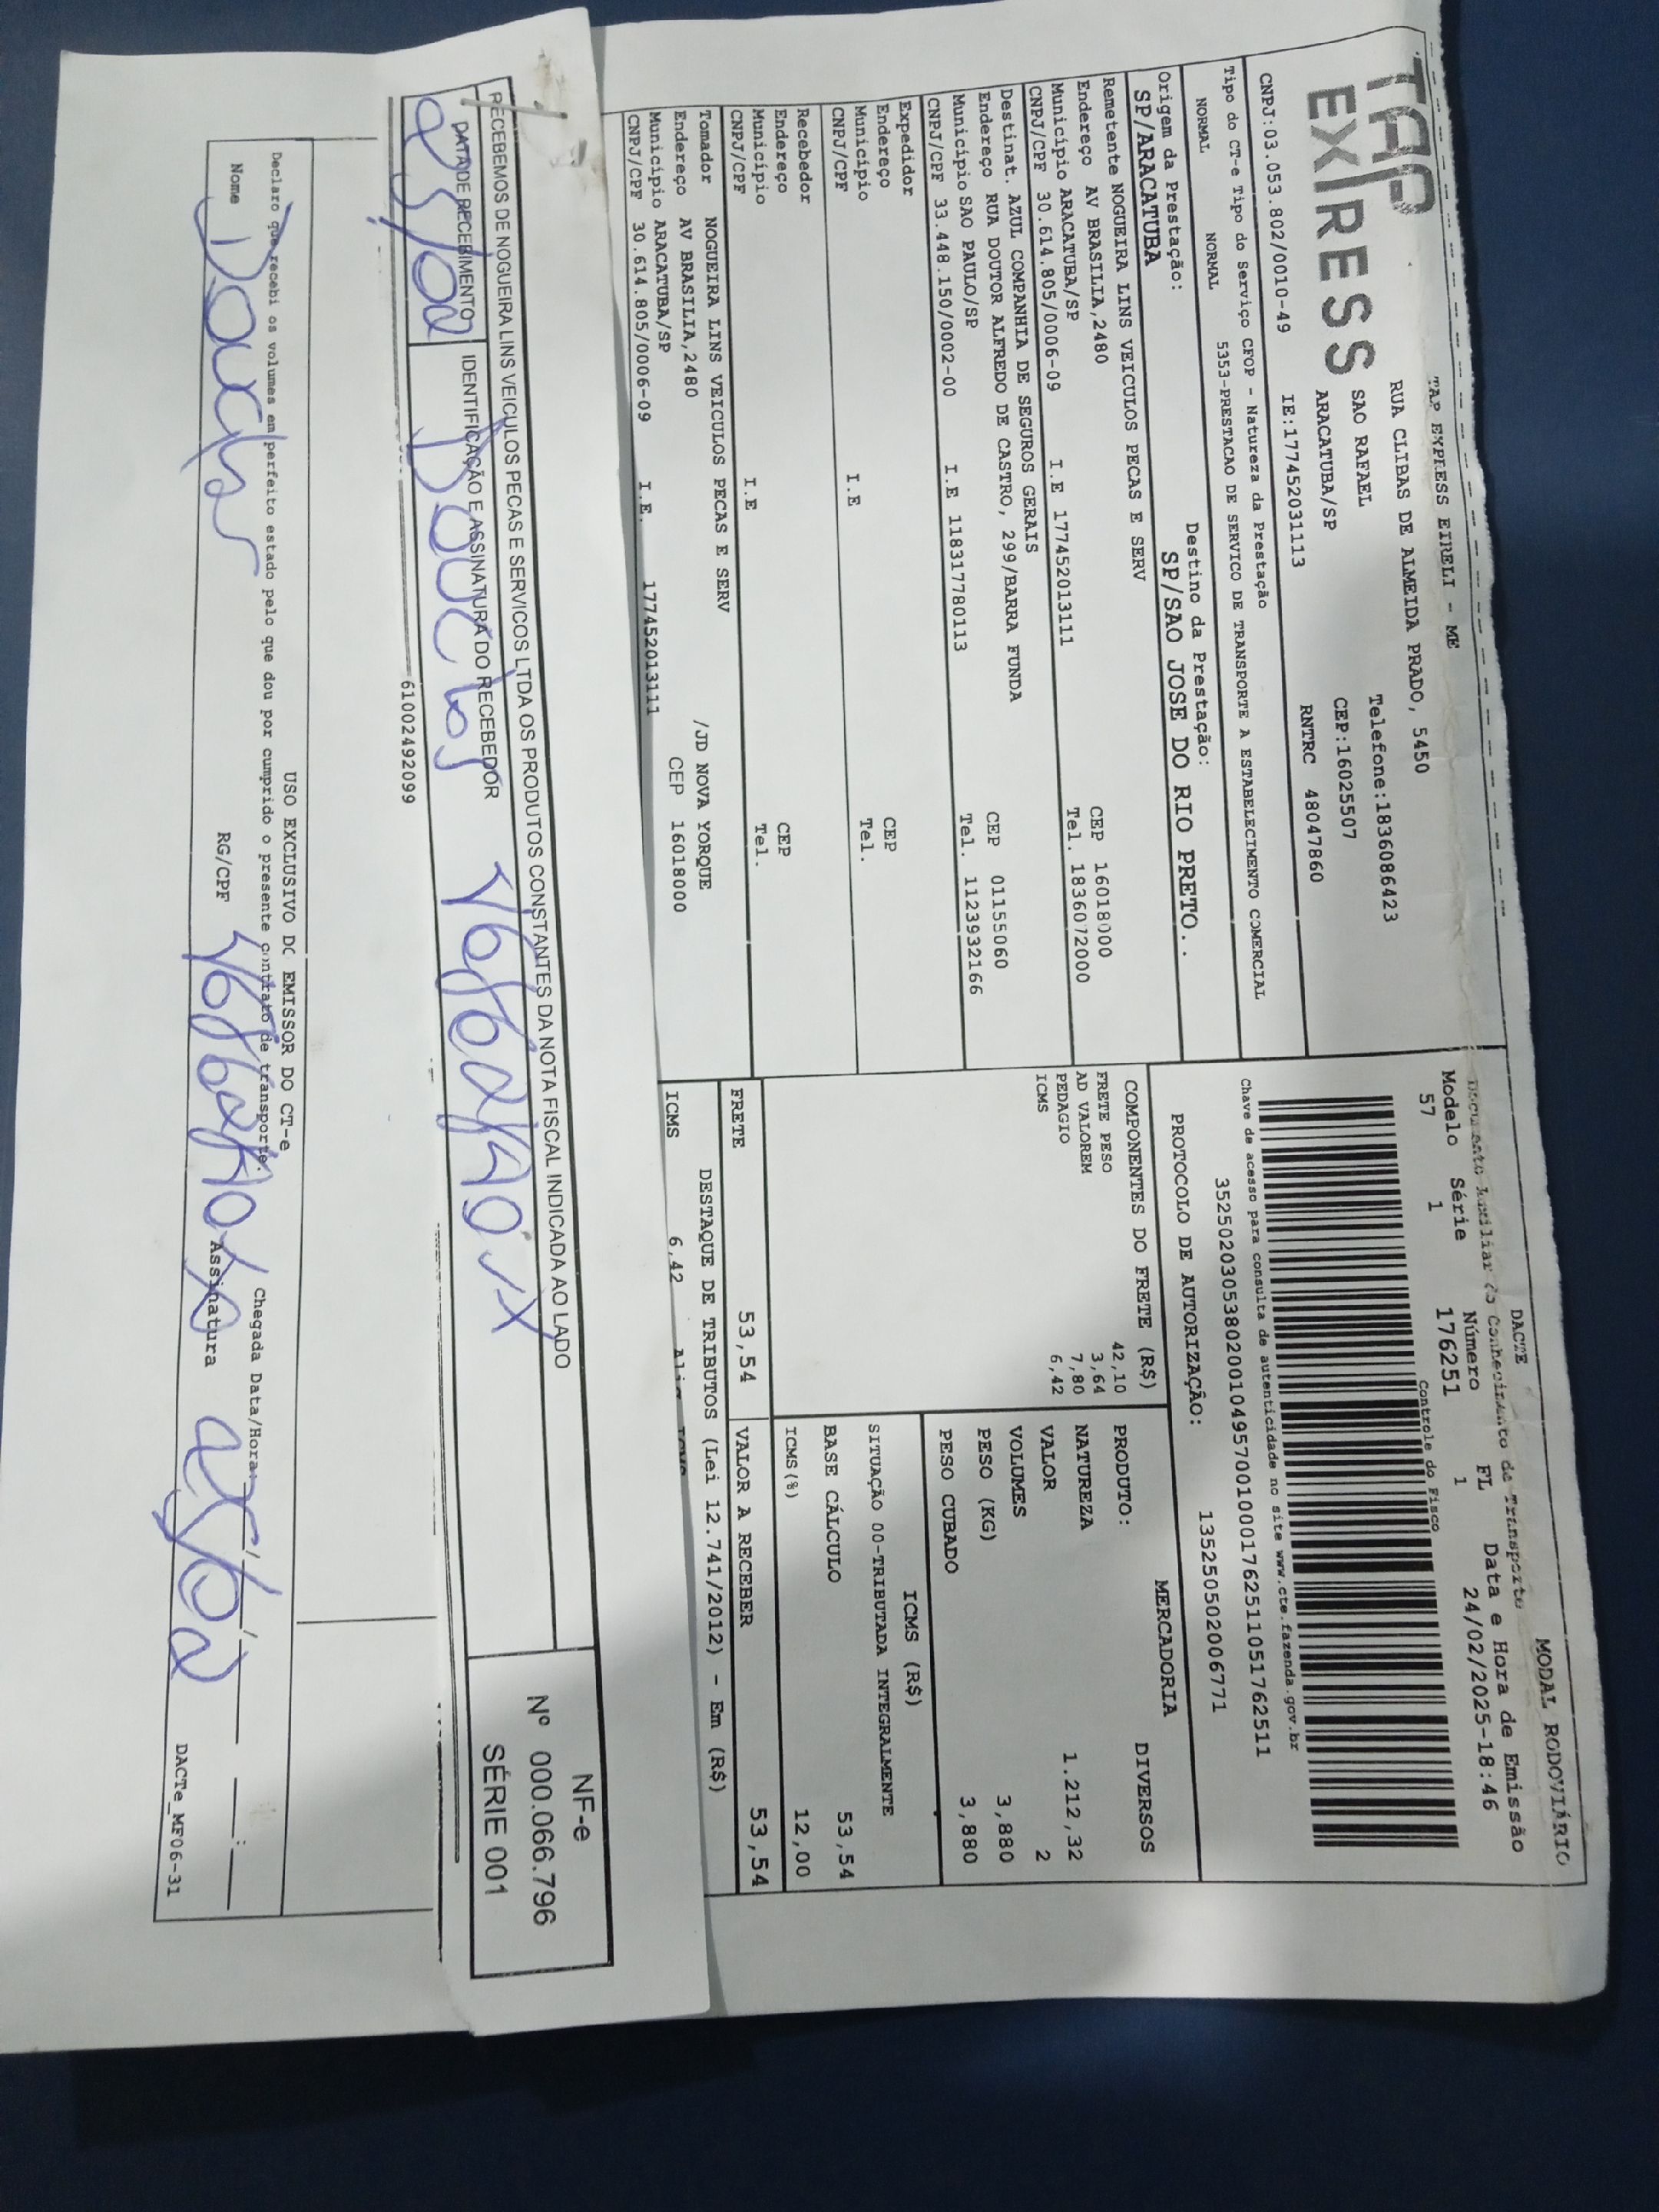 TAP EXPRESS EIRELI - ME
TAP
EXPRESS
RUA CLIBAS DE ALMEIDA PRADO, 5450
SAO RAFAEL Telefone:1836086423
ARACATUBA/SP CEP:16025507
CNPJ:03.053.802/0010-49 IE:177452031113 RNTRC 48047860
Tipo do CT-e Tipo do Serviço CFOP - Natureza da Prestação
NORMAL NORMAL 5353-PRESTACAO DE SERVICO DE TRANSPORTE A ESTABELECIMENTO COMERCIAL
Origem da Prestação: Destino da Prestação:
SP/ARACATUBA SP/SAO JOSE DO RIO PRETO..
Remetente NOGUEIRA LINS VEICULOS PECAS E SERV
Endereço AV BRASILIA,2480 CEP 16018000
Município ARACATUBA/SP Tel. 1836072000
CNPJ/CPF 30.614.805/0006-09 I.E 177452013111
Destinat. AZUL COMPANHIA DE SEGUROS GERAIS
Endereço RUA DOUTOR ALFREDO DE CASTRO, 299/BARRA FUNDA CEP 01155060
Município SAO PAULO/SP Tel. 1123932166
CNPJ/CPF 33.448.150/0002-00 I.E 118317780113
Expedidor
Endereço CEP
Município Tel.
CNPJ/CPF I.E
Recebedor
Endereço CEP
Município Tel.
CNPJ/CPF I.E
Tomador NOGUEIRA LINS VEICULOS PECAS E SERV
Endereço AV BRASILIA,2480 /JD NOVA YORQUE
Município ARACATUBA/SP CEP 16018000
CNPJ/CPF 30.614.805/0006-09 I.E. 177452013111
DACTE MODAL RODOVIÁRIO
Documento Auxiliar do Conhecimento de Transporte
Modelo Série Número FL Data e Hora de Emissão
57 1 176251 1 24/02/2025-18:46
Controle do Fisco
Chave de acesso para consulta de autenticidade no site www.cte.fazenda.gov.br
35250203053802001049570010001762511051762511
PROTOCOLO DE AUTORIZAÇÃO: 135250502006771
COMPONENTES DO FRETE (R$)
FRETE PESO 42,10
AD VALOREM 3,64
PEDAGIO 7,80
ICMS 6,42
MERCADORIA
PRODUTO: DIVERSOS
NATUREZA
VALOR 1.212,32
VOLUMES 2
PESO (KG) 3,880
PESO CUBADO 3,880
ICMS (R$)
SITUAÇÃO 00-TRIBUTADA INTEGRALMENTE
BASE CÁLCULO 53,54
ICMS(%) 12,00
FRETE 53,54 VALOR A RECEBER 53,54
DESTAQUE DE TRIBUTOS (Lei 12.741/2012) - Em (R$)
ICMS 6,42
RECEBEMOS DE NOGUEIRA LINS VEICULOS PECAS E SERVICOS LTDA OS PRODUTOS CONSTANTES DA NOTA FISCAL INDICADA AO LADO
DATA DE RECEBIMENTO IDENTIFICAÇÃO E ASSINATURA DO RECEBEDOR
25/02 Douglas
NF-e
Nº 000.066.796
SÉRIE 001
61002492099
USO EXCLUSIVO DO EMISSOR DO CT-e
Declaro que recebi os volumes em perfeito estado pelo que dou por cumprido o presente contrato de transporte. Chegada Data/Hora:
Nome Douglas RG/CPF Assinatura 25/02
DACTe_MF06-31